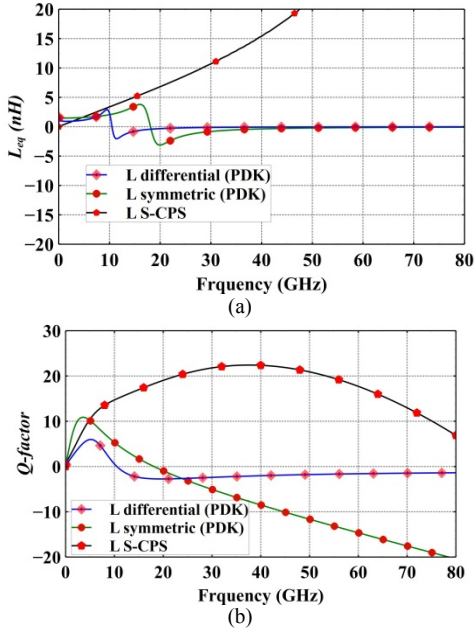 20
15
10
5
0
−5
−10
−15
−20
L_eq (nH)
L differential (PDK)
L symmetric (PDK)
L S-CPS
0 10 20 30 40 50 60 70 80
Frquency (GHz)
(a)
30
20
10
0
−10
−20
Q-factor
L differential (PDK)
L symmetric (PDK)
L S-CPS
0 10 20 30 40 50 60 70 80
Frquency (GHz)
(b)